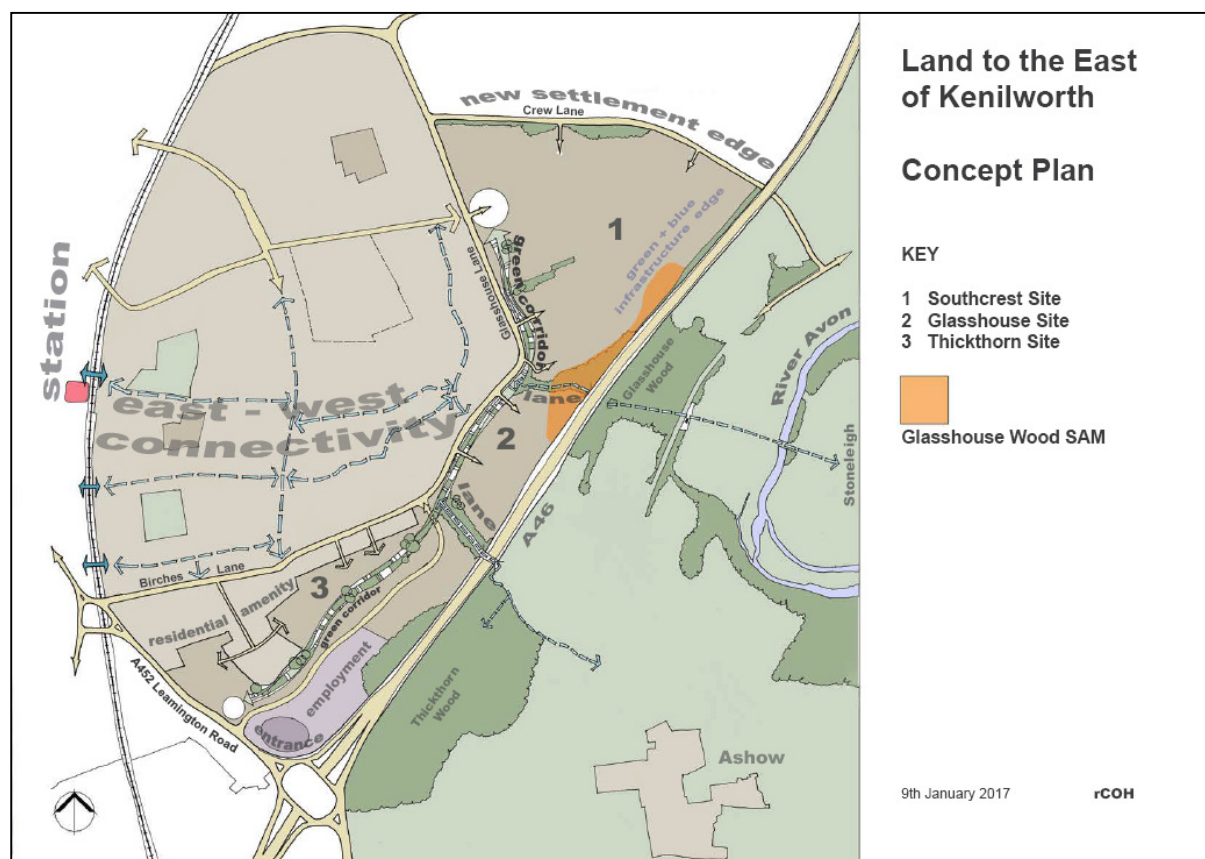 Land to the East
of Kenilworth
Concept Plan
KEY
1 Southcrest Site
2 Glasshouse Site
3 Thickthorn Site
Glasshouse Wood SAM
9th January 2017
rCOH
new settlement edge
Crew Lane
1
green + blue
infrastructure edge
green corridor
Glasshouse Lane
station
east - west
connectivity
lane
Glasshouse
Wood
River Avon
Stoneleigh
2
lane
A46
Birches Lane
3
residential amenity
green corridor
employment
entrance
A452 Leamington Road
Thickthorn
Wood
Ashow